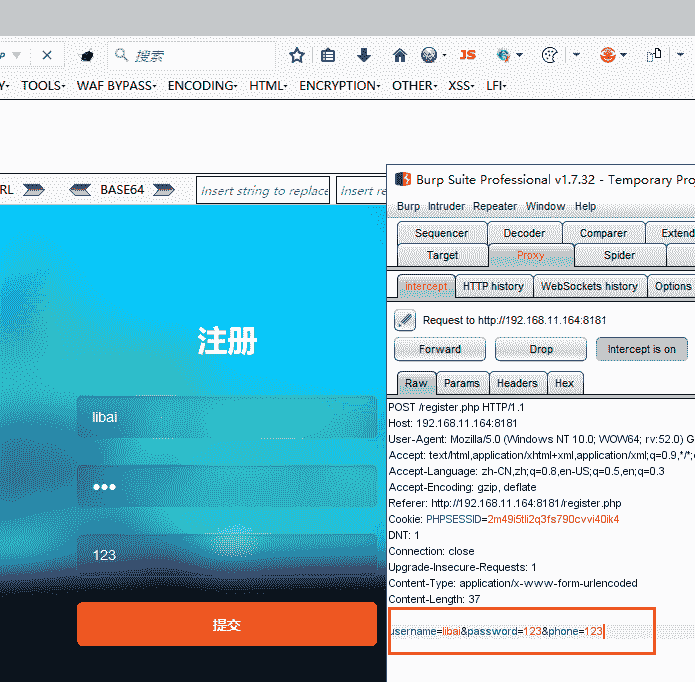 搜索
JS
Y- TOOLS- WAF BYPASS- ENCODING- HTML- ENCRYPTION- OTHER- XSS- LFI-
RL BASE64 Insert string to replace Insert re
Burp Suite Professional v1.7.32 - Temporary Proj
Burp Intruder Repeater Window Help
Sequencer Decoder Comparer Extend
Target Proxy Spider
Intercept HTTP history WebSockets history Options
Request to http://192.168.11.164:8181
Forward Drop Intercept is on
Raw Params Headers Hex
POST /register.php HTTP/1.1
Host: 192.168.11.164:8181
User-Agent: Mozilla/5.0 (Windows NT 10.0; WOW64; rv:52.0) G
Accept: text/html,application/xhtml+xml,application/xml;q=0.9,*/*;
Accept-Language: zh-CN,zh;q=0.8,en-US;q=0.5,en;q=0.3
Accept-Encoding: gzip, deflate
Referer: http://192.168.11.164:8181/register.php
Cookie: PHPSESSID=2m49i5tli2q3fs790cvvi40ik4
DNT: 1
Connection: close
Upgrade-Insecure-Requests: 1
Content-Type: application/x-www-form-urlencoded
Content-Length: 37
username=libai&password=123&phone=123
注册
libai
•••
123
提交